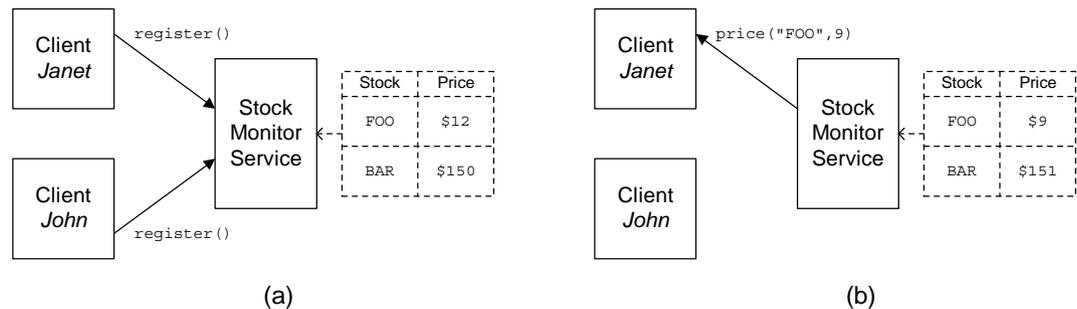 Client
Janet
register()
Stock
Monitor
Service
Stock Price
FOO $12
BAR $150
Client
John
register()
(a)
Client
Janet
price("FOO",9)
Stock
Monitor
Service
Stock Price
FOO $9
BAR $151
Client
John
(b)